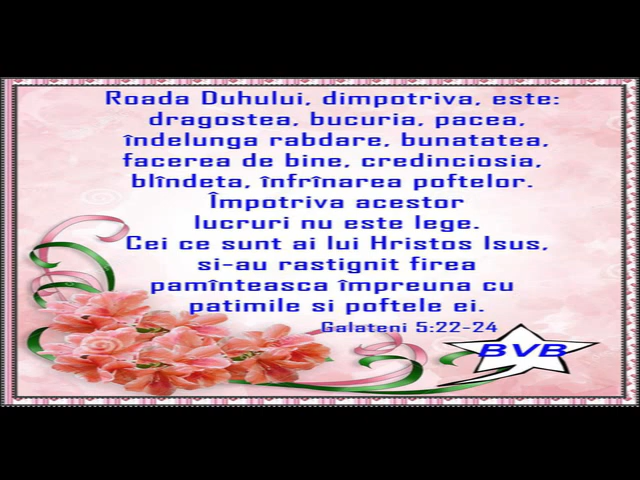 Roada Duhului, dimpotriva, este:
dragostea, bucuria, pacea,
îndelunga rabdare, bunatatea,
facerea de bine, credinciosia,
blîndeta, înfrînarea poftelor.
Împotriva acestor
lucruri nu este lege.
Cei ce sunt ai lui Hristos Isus,
si-au rastignit firea
pamînteasca împreuna cu
patimile si poftele ei.
Galateni 5:22-24
BVB